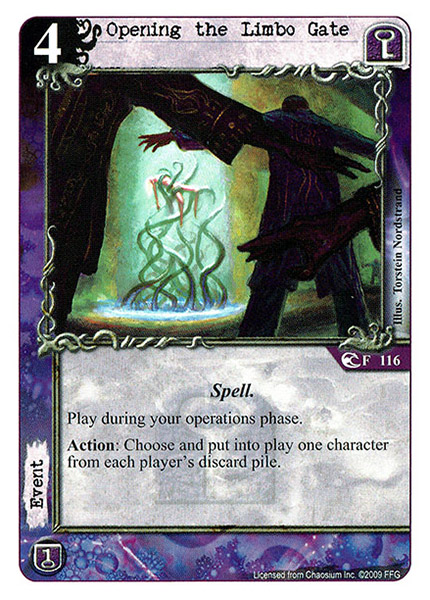 4
Opening the Limbo Gate
Illus. Torstein Nordstrand
F 116
Spell.
Play during your operations phase.
Action: Choose and put into play one character
from each player's discard pile.
Event
1
Licensed from Chaosium Inc. ©2009 FFG